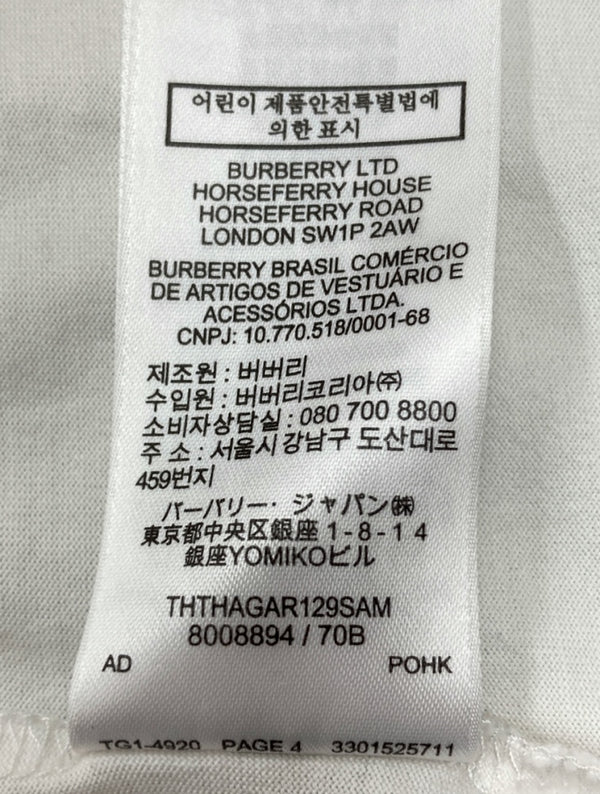 어린이 제품안전특별법에
의한 표시
BURBERRY LTD
HORSEFERRY HOUSE
HORSEFERRY ROAD
LONDON SW1P 2AW
BURBERRY BRASIL COMÉRCIO
DE ARTIGOS DE VESTUÁRIO E
ACESSÓRIOS LTDA.
CNPJ: 10.770.518/0001-68
제조원 : 버버리
수입원 : 버버리코리아㈜
소비자상담실 : 080 700 8800
주 소 : 서울시 강남구 도산대로
459번지
バーバリー・ジャパン㈱
東京都中央区銀座 1-8-14
銀座YOMIKOビル
THTHAGAR129SAM
8008894 / 70B
AD POHK
TG1-4920 PAGE 4 3301525711